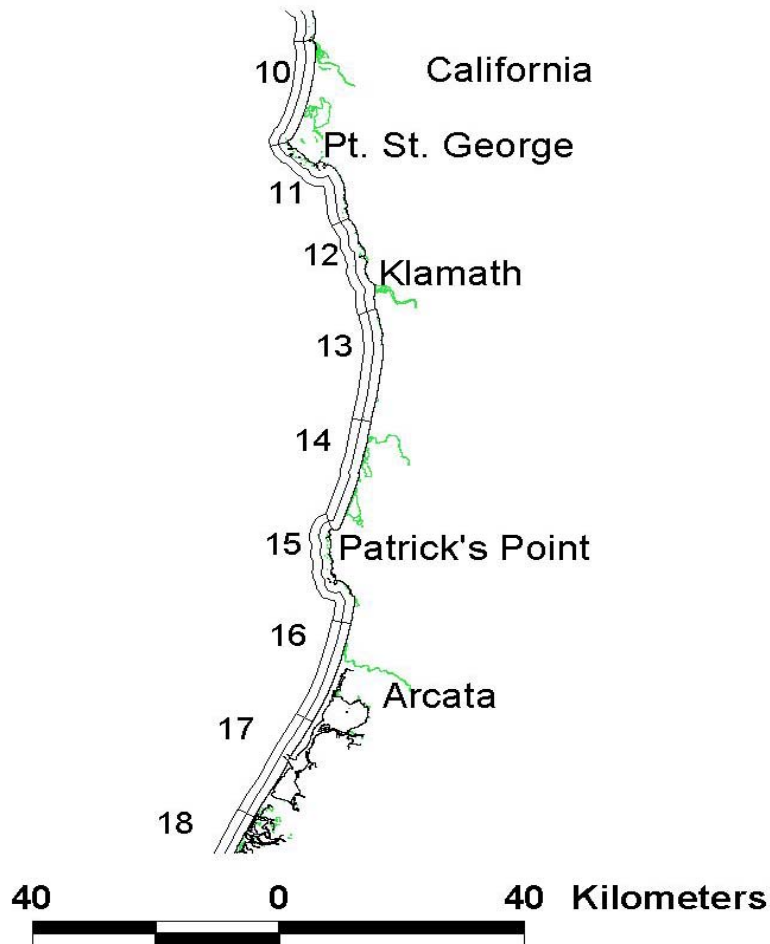 10
California
Pt. St. George
11
12
Klamath
13
14
15
Patrick's Point
16
Arcata
17
18
40 0 40 Kilometers